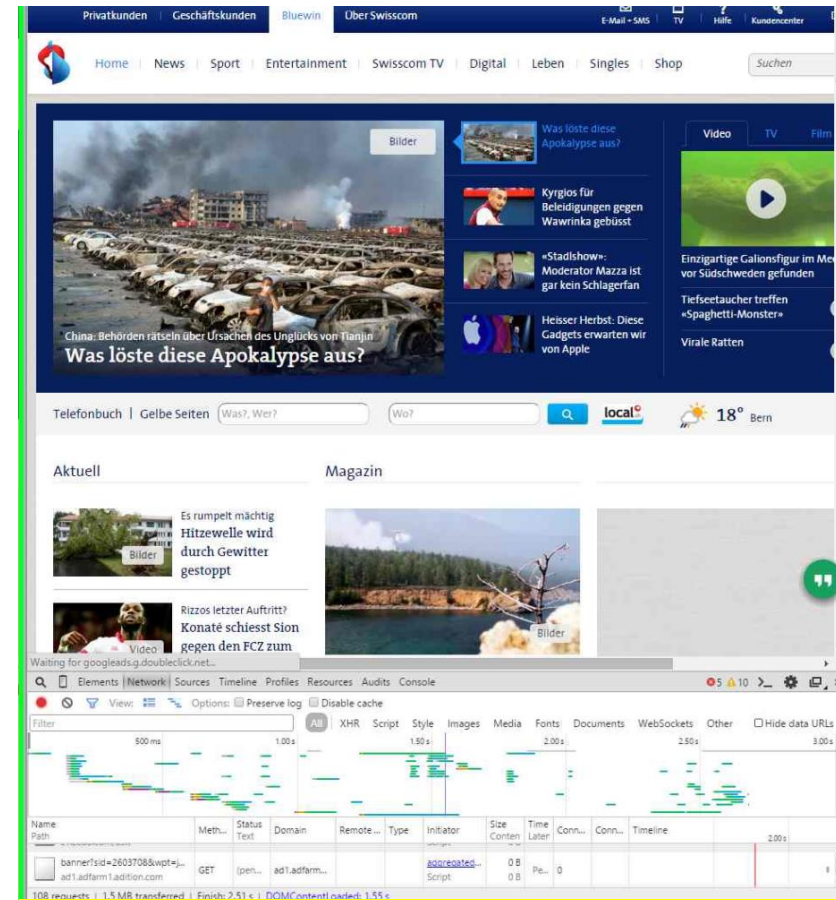 Privatkunden
Geschäftskunden
Bluewin
Über Swisscom
E-Mail + SMS
TV
Hilfe
Kundencenter
Home
News
Sport
Entertainment
Swisscom TV
Digital
Leben
Singles
Shop
Suchen
Bilder
China: Behörden rätseln über Ursachen des Unglücks von Tianjin
Was löste diese Apokalypse aus?
Was löste diese
Apokalypse aus?
Kyrgios für
Beleidigungen gegen
Wawrinka gebüsst
«Stadlshow»:
Moderator Mazza ist
gar kein Schlagerfan
Heisser Herbst: Diese
Gadgets erwarten wir
von Apple
Video
TV
Film
Einzigartige Galionsfigur im Me
vor Südschweden gefunden
Tiefseetaucher treffen
«Spaghetti-Monster»
Virale Ratten
Telefonbuch | Gelbe Seiten
Was?, Wer?
Wo?
local
18° Bern
Aktuell
Magazin
Bilder
Es rumpelt mächtig
Hitzewelle wird
durch Gewitter
gestoppt
Video
Rizzos letzter Auftritt?
Konaté schiesst Sion
gegen den FCZ zum
Bilder
Waiting for googleads.g.doubleclick.net...
Elements Network Sources Timeline Profiles Resources Audits Console
5 10
View: Options: Preserve log Disable cache
Filter
All XHR Script Style Images Media Fonts Documents WebSockets Other Hide data URLs
500 ms 1.00 s 1.50 s 2.00 s 2.50 s 3.00 s
Name
Path
Meth...
Status
Text
Domain
Remote ...
Type
Initiator
Size
Conten
Time
Later
Conn...
Conn...
Timeline
2.00 s
banner?sid=2603708&wpt=j...
ad1.adfarm1.adition.com
GET
(pen...
ad1.adfarm...
aggregated...
Script
0 B
0 B
Pe...
0
108 requests | 1.5 MB transferred | Finish: 2.51 s | DOMContentLoaded: 1.55 s